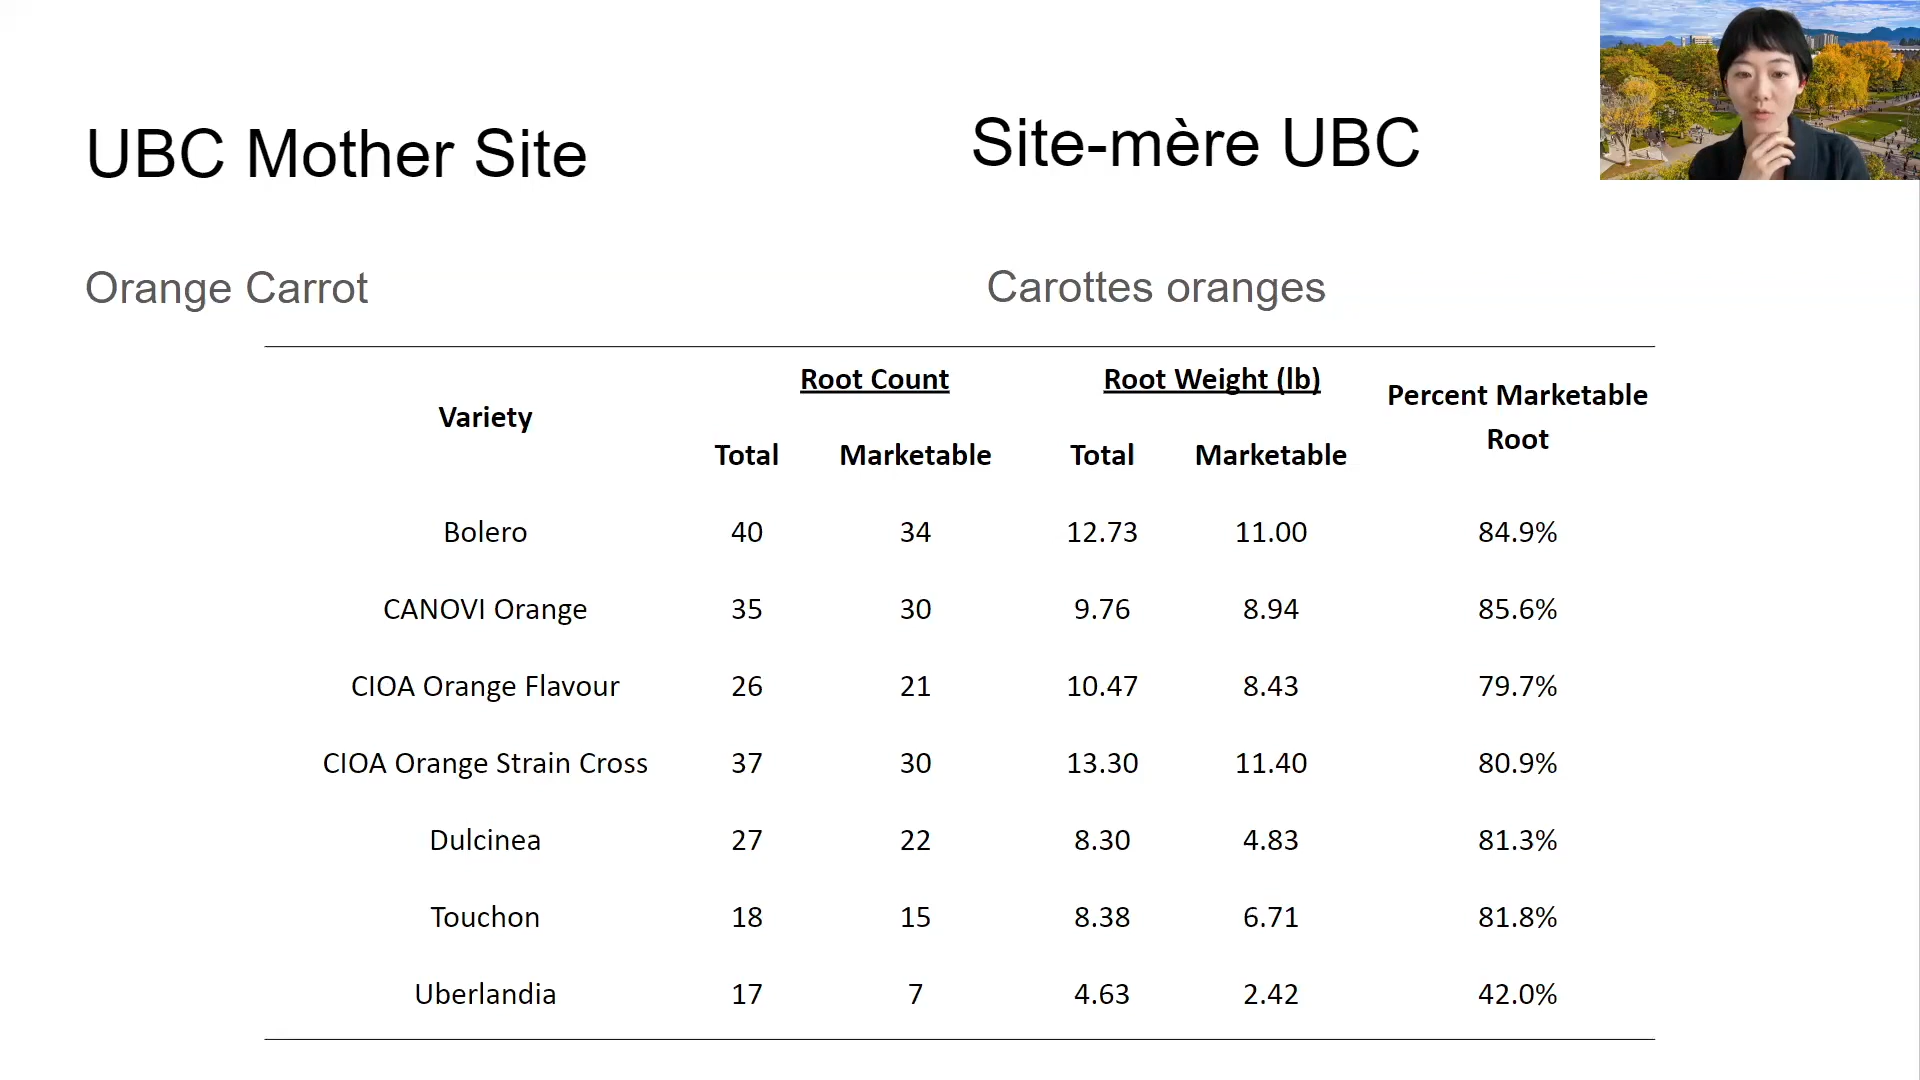 UBC Mother Site
Site-mère UBC
Orange Carrot
Carottes oranges
Variety Root Count Root Weight (lb) Percent Marketable Root
Total Marketable Total Marketable
Bolero 40 34 12.73 11.00 84.9%
CANOVI Orange 35 30 9.76 8.94 85.6%
CIOA Orange Flavour 26 21 10.47 8.43 79.7%
CIOA Orange Strain Cross 37 30 13.30 11.40 80.9%
Dulcinea 27 22 8.30 4.83 81.3%
Touchon 18 15 8.38 6.71 81.8%
Uberlandia 17 7 4.63 2.42 42.0%